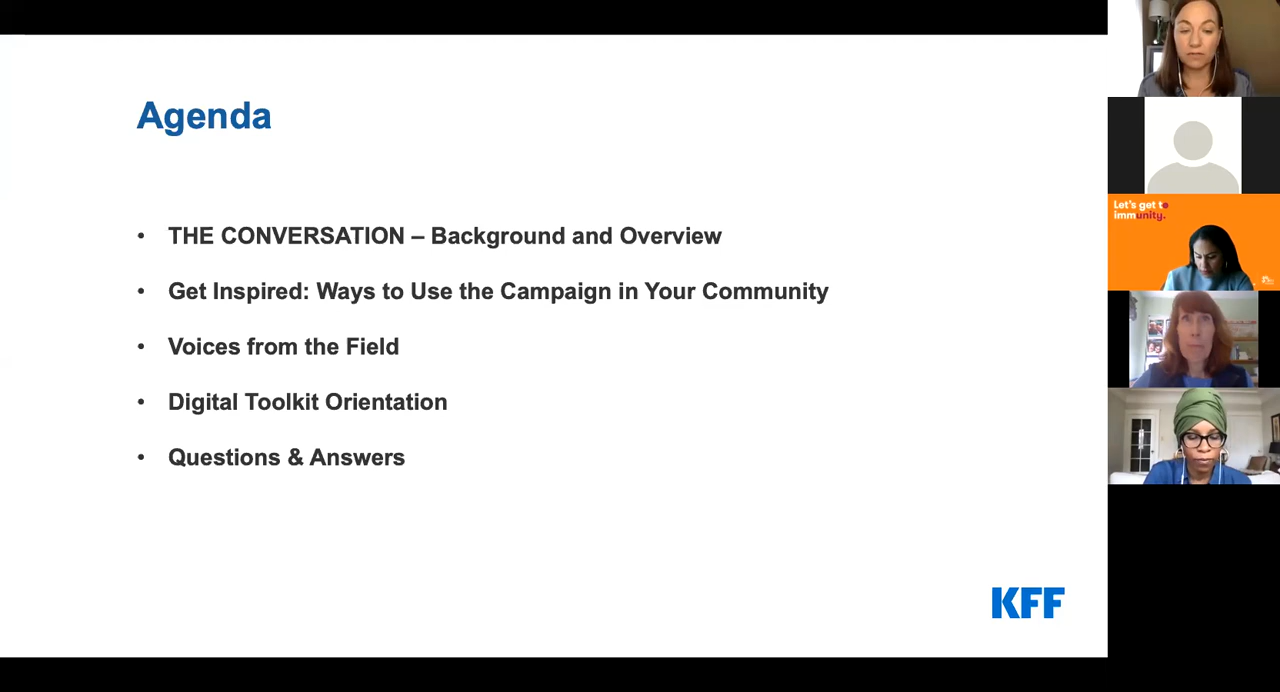 Agenda
• THE CONVERSATION – Background and Overview
• Get Inspired: Ways to Use the Campaign in Your Community
• Voices from the Field
• Digital Toolkit Orientation
• Questions & Answers
KFF
Let's get to
immunity.